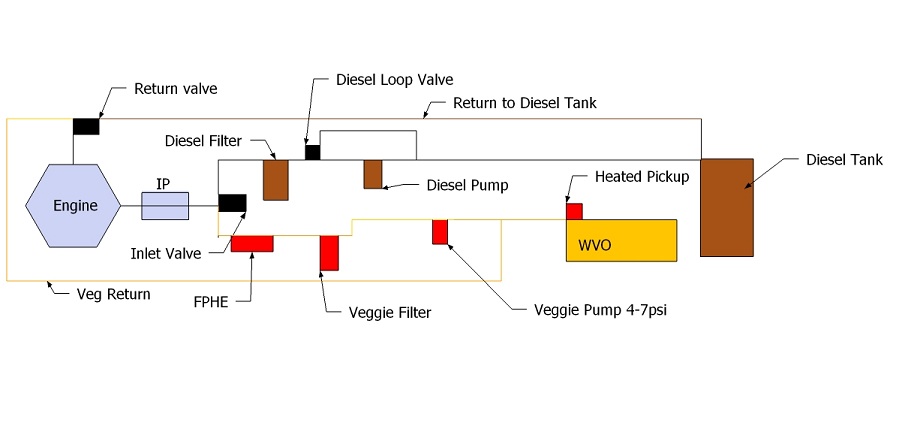 Diesel Loop Valve
Return valve
Return to Diesel Tank
Diesel Filter
Diesel Tank
Heated Pickup
IP
Diesel Pump
Engine
WVO
Inlet Valve
Veg Return
FPHE
Veggie Filter
Veggie Pump 4-7psi